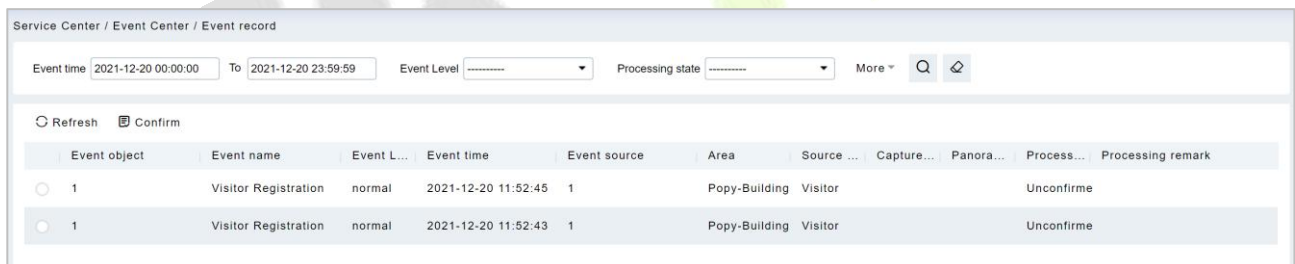 Service Center / Event Center / Event record
Event time 2021-12-20 00:00:00 To 2021-12-20 23:59:59 Event Level ---------- Processing state ---------- More
Refresh Confirm
Event object Event name Event L... Event time Event source Area Source ... Capture... Panora... Process... Processing remark
1 Visitor Registration normal 2021-12-20 11:52:45 1 Popy-Building Visitor Unconfirme
1 Visitor Registration normal 2021-12-20 11:52:43 1 Popy-Building Visitor Unconfirme